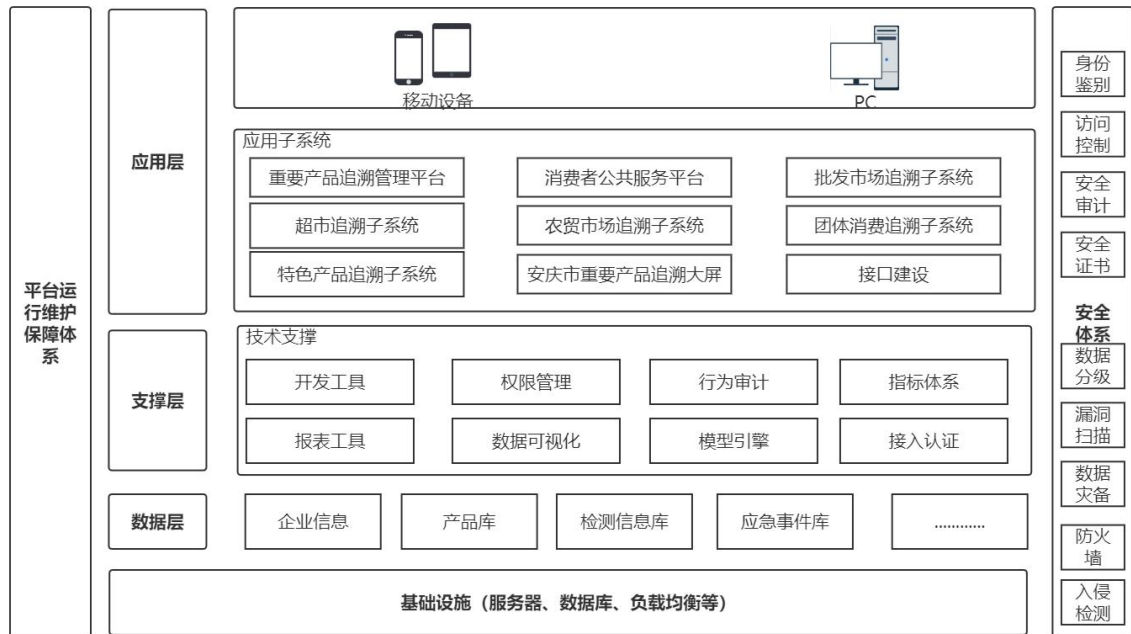 平台运
行维护
保障体
系
应用层
移动设备
PC
应用子系统
重要产品追溯管理平台
消费者公共服务平台
批发市场追溯子系统
超市追溯子系统
农贸市场追溯子系统
团体消费追溯子系统
特色产品追溯子系统
安庆市重要产品追溯大屏
接口建设
支撑层
技术支撑
开发工具
权限管理
行为审计
指标体系
报表工具
数据可视化
模型引擎
接入认证
数据层
企业信息
产品库
检测信息库
应急事件库
............
基础设施（服务器、数据库、负载均衡等）
身份
鉴别
访问
控制
安全
审计
安全
证书
安全
体系
数据
分级
漏洞
扫描
数据
灾备
防火
墙
入侵
检测